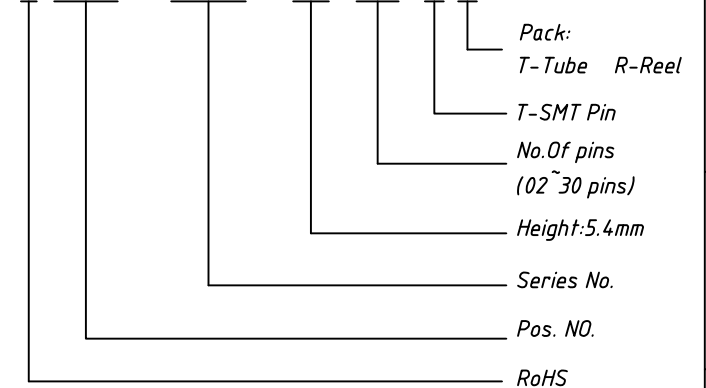 Pack:
T-Tube R-Reel
T-SMT Pin
No.Of pins
(02~30 pins)
Height:5.4mm
Series No.
Pos. NO.
RoHS